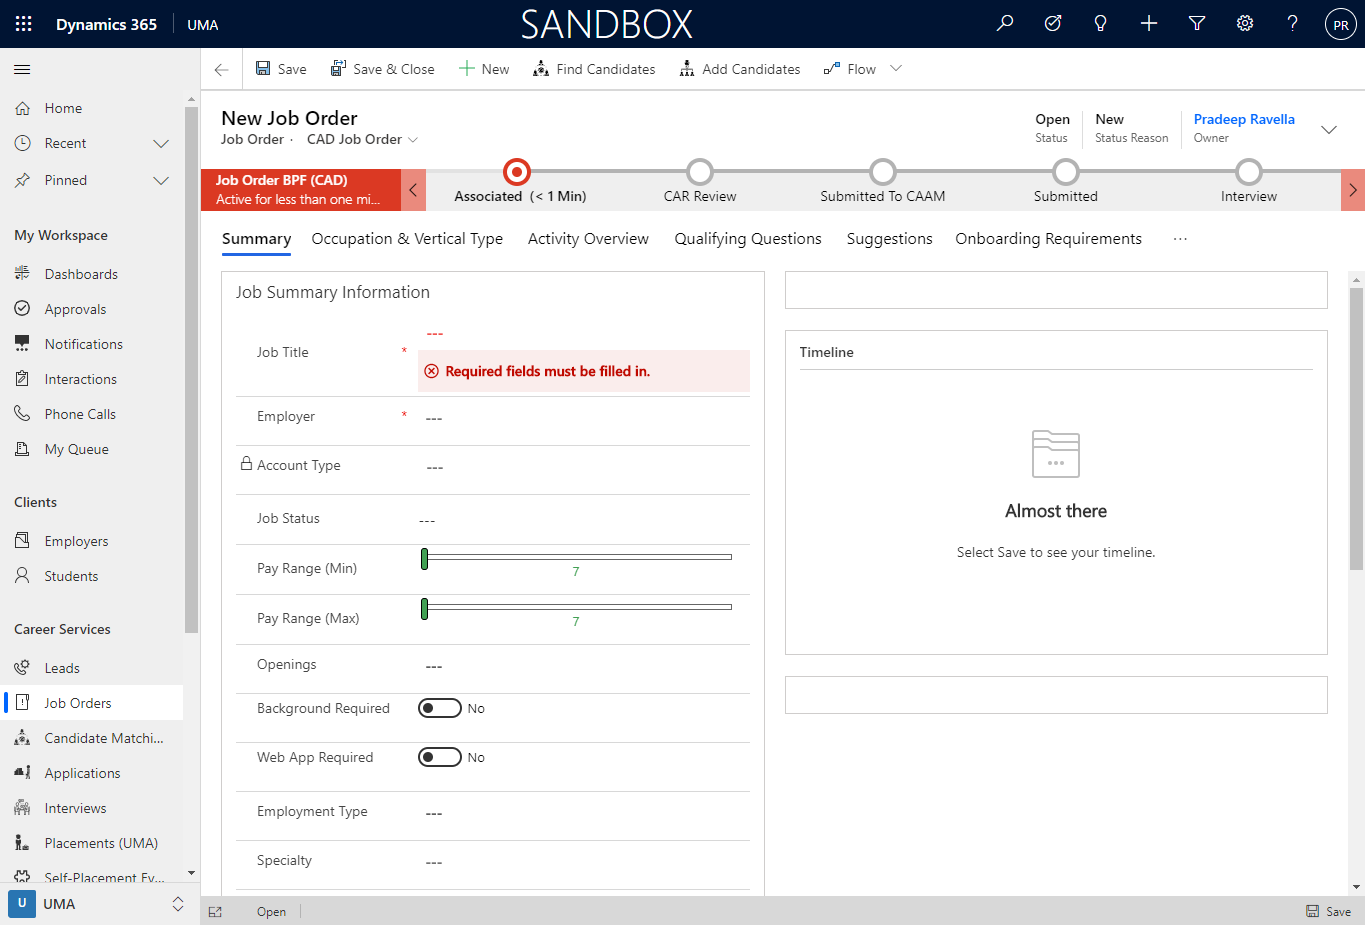 Dynamics 365
UMA
SANDBOX
PR
Home
Recent
Pinned
My Workspace
Dashboards
Approvals
Notifications
Interactions
Phone Calls
My Queue
Clients
Employers
Students
Career Services
Leads
Job Orders
Candidate Matchi...
Applications
Interviews
Placements (UMA)
Self-Placement Ev...
U UMA
Save
Save & Close
New
Find Candidates
Add Candidates
Flow
New Job Order
Job Order · CAD Job Order
Open
Status
New
Status Reason
Pradeep Ravella
Owner
Job Order BPF (CAD)
Active for less than one mi...
Associated (< 1 Min)
CAR Review
Submitted To CAAM
Submitted
Interview
Summary
Occupation & Vertical Type
Activity Overview
Qualifying Questions
Suggestions
Onboarding Requirements
...
Job Summary Information
Job Title * ---
Required fields must be filled in.
Employer * ---
Account Type ---
Job Status ---
Pay Range (Min) 7
Pay Range (Max) 7
Openings ---
Background Required No
Web App Required No
Employment Type ---
Specialty ---
Timeline
Almost there
Select Save to see your timeline.
Open
Save